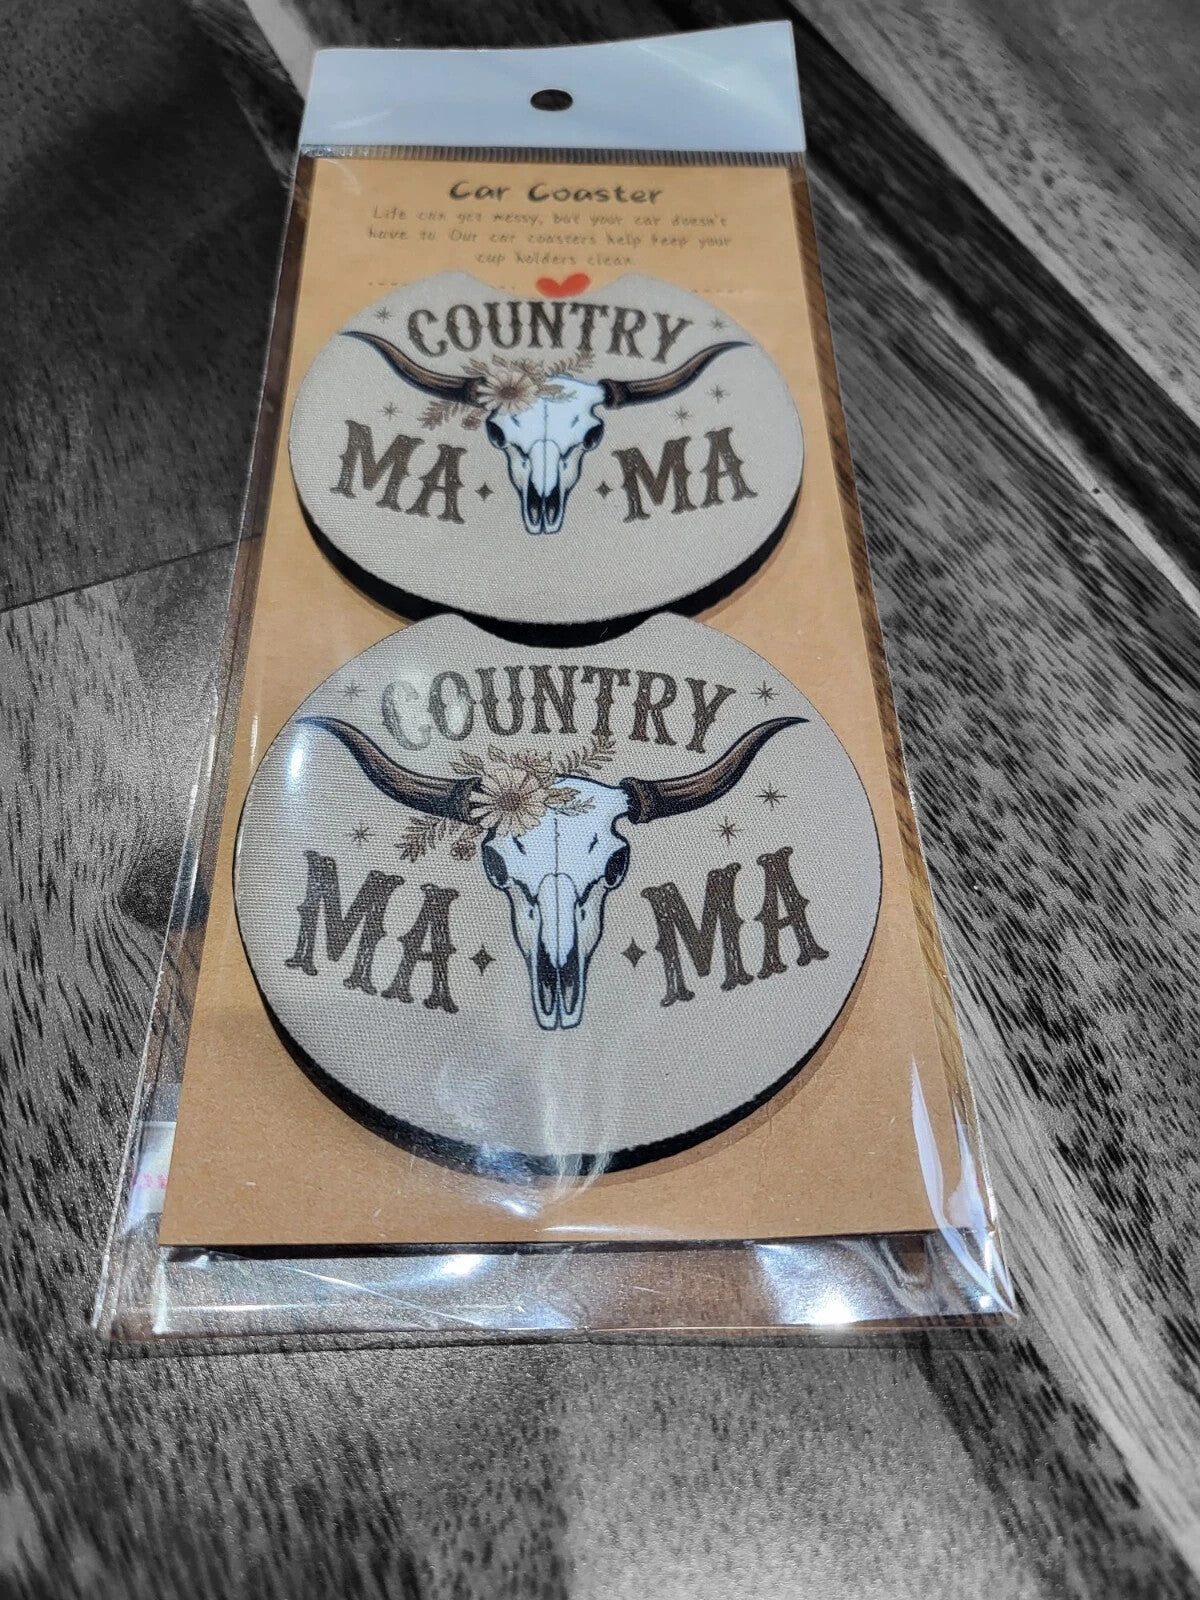 Car Coaster
Life can get messy, but your car doesn't
have to. Our car coasters help keep your
cup holders clean.
COUNTRY
MA MA
COUNTRY
MA MA